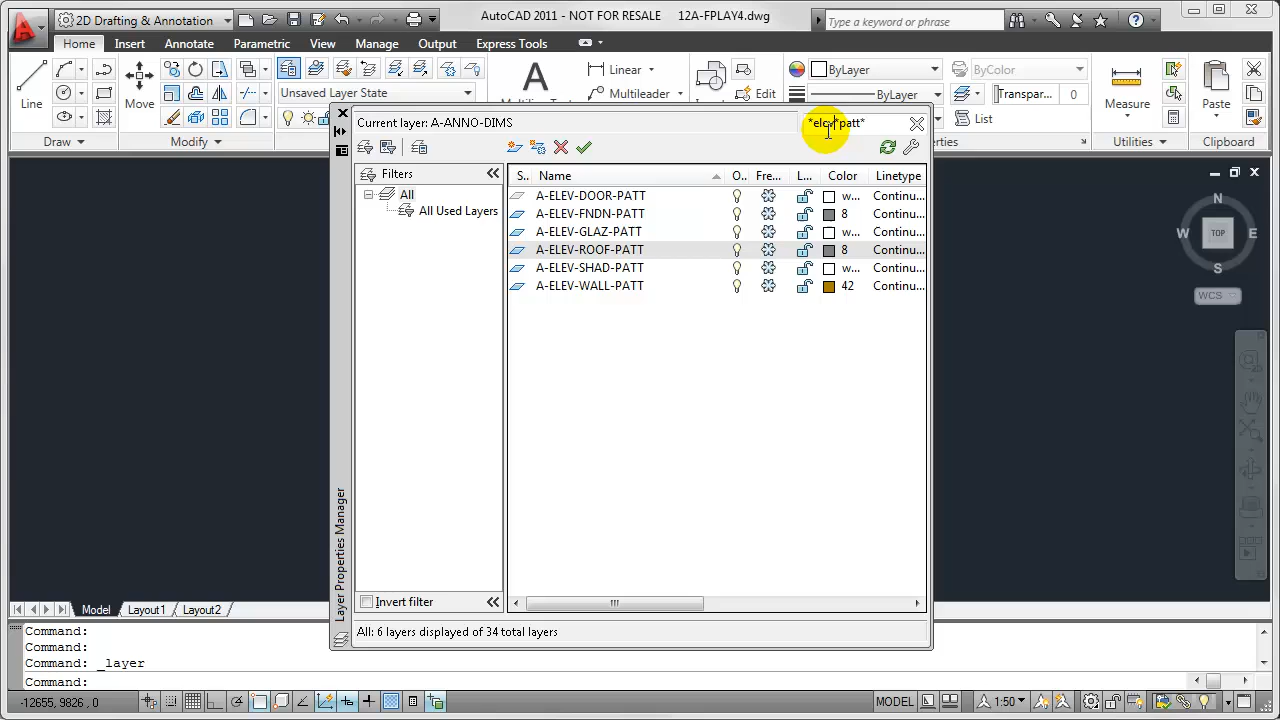 2D Drafting & Annotation
AutoCAD 2011 - NOT FOR RESALE 12A-FPLAY4.dwg
Type a keyword or phrase
Home Insert Annotate Parametric View Manage Output Express Tools
Line
Move
Unsaved Layer State
Linear
Multileader
Edit
ByLayer
ByLayer
ByColor
Transpar... 0
List
Measure
Paste
Draw
Modify
Utilities
Clipboard
Current layer: A-ANNO-DIMS
*elev*patt*
Filters
All
All Used Layers
S.. Name O.. Fre... L... Color Linetype
A-ELEV-DOOR-PATT w... Continu...
A-ELEV-FNDN-PATT 8 Continu...
A-ELEV-GLAZ-PATT w... Continu...
A-ELEV-ROOF-PATT 8 Continu...
A-ELEV-SHAD-PATT w... Continu...
A-ELEV-WALL-PATT 42 Continu...
Invert filter
All: 6 layers displayed of 34 total layers
Layer Properties Manager
N
W TOP E
S
WCS
Model Layout1 Layout2
Command:
Command:
Command: _layer
Command:
-12655, 9826 , 0
MODEL
1:50